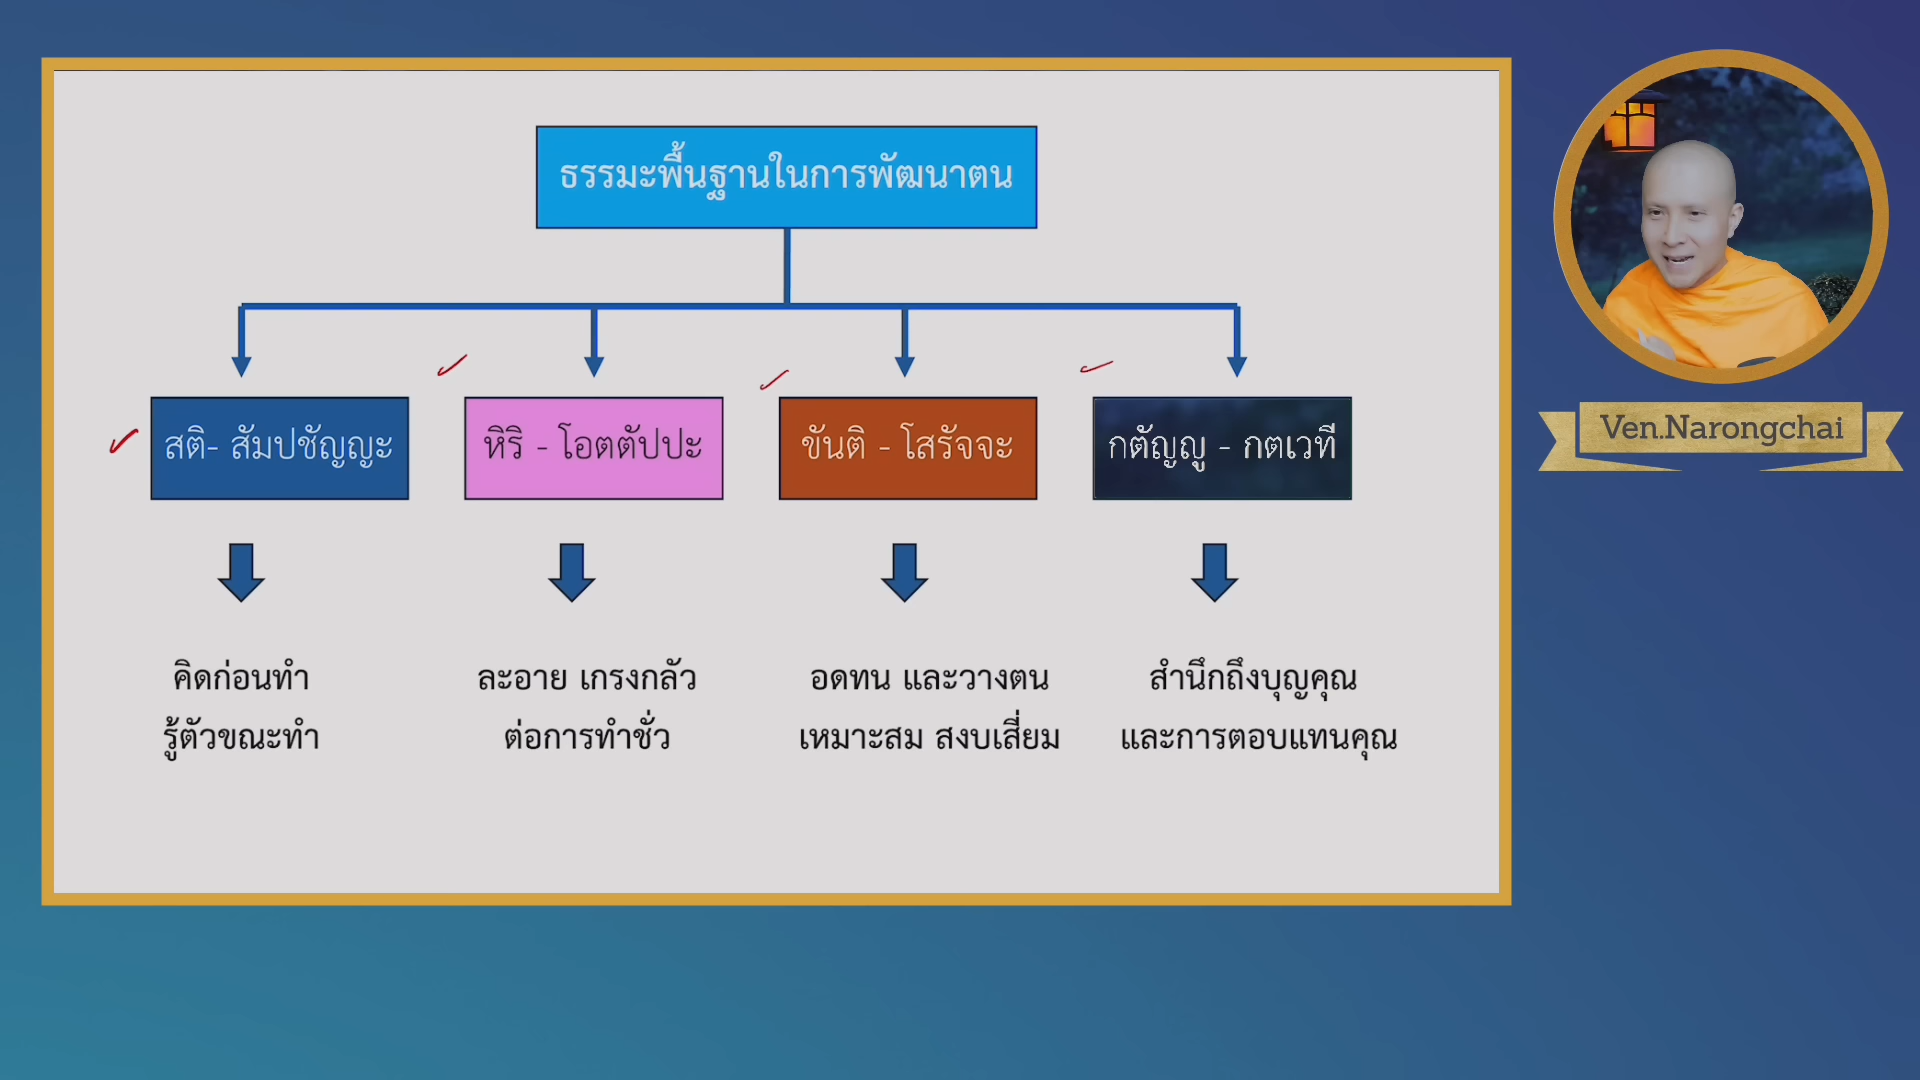 ธรรมะพื้นฐานในการพัฒนาตน
สติ- สัมปชัญญะ
หิริ - โอตตัปปะ
ขันติ - โสรัจจะ
กตัญญู - กตเวที
คิดก่อนทำ
รู้ตัวขณะทำ
ละอาย เกรงกลัว
ต่อการทำชั่ว
อดทน และวางตน
เหมาะสม สงบเสี่ยม
สำนึกถึงบุญคุณ
และการตอบแทนคุณ
Ven.Narongchai